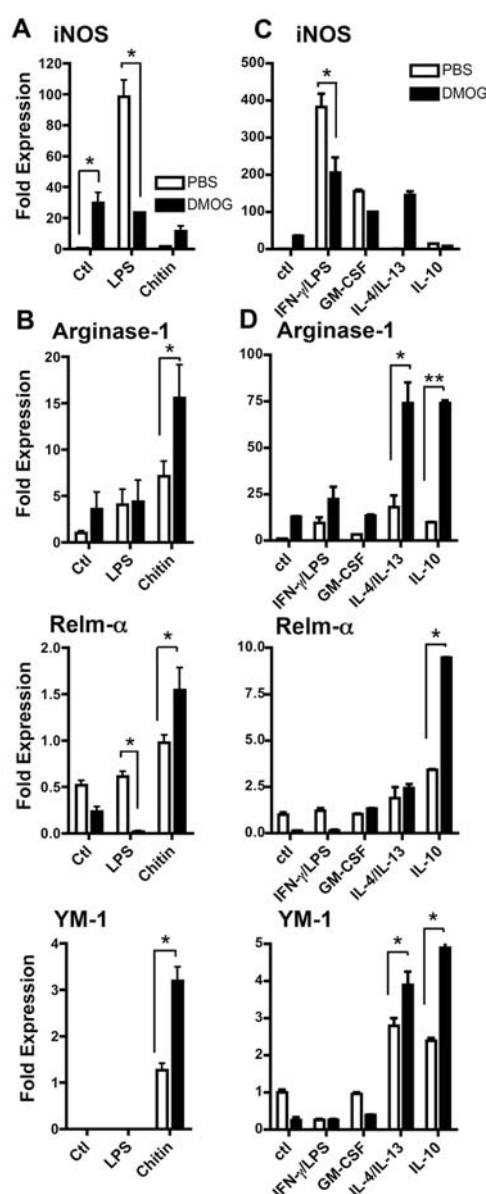 A
iNOS
Fold Expression
120
100
80
60
40
20
0
*
*
PBS
DMOG
Ctl
LPS
Chitin
C
iNOS
500
400
300
200
100
0
*
PBS
DMOG
ctl
IFN-γ/LPS
GM-CSF
IL-4/IL-13
IL-10
B
Arginase-1
Fold Expression
20
15
10
5
0
*
Ctl
LPS
Chitin
D
Arginase-1
100
75
50
25
0
*
**
ctl
IFN-γ/LPS
GM-CSF
IL-4/IL-13
IL-10
Relm-α
Fold Expression
2.0
1.5
1.0
0.5
0.0
*
*
Ctl
LPS
Chitin
Relm-α
10.0
7.5
5.0
2.5
0.0
*
ctl
IFN-γ/LPS
GM-CSF
IL-4/IL-13
IL-10
YM-1
Fold Expression
4
3
2
1
0
*
Ctl
LPS
Chitin
YM-1
5
4
3
2
1
0
*
*
ctl
IFN-γ/LPS
GM-CSF
IL-4/IL-13
IL-10